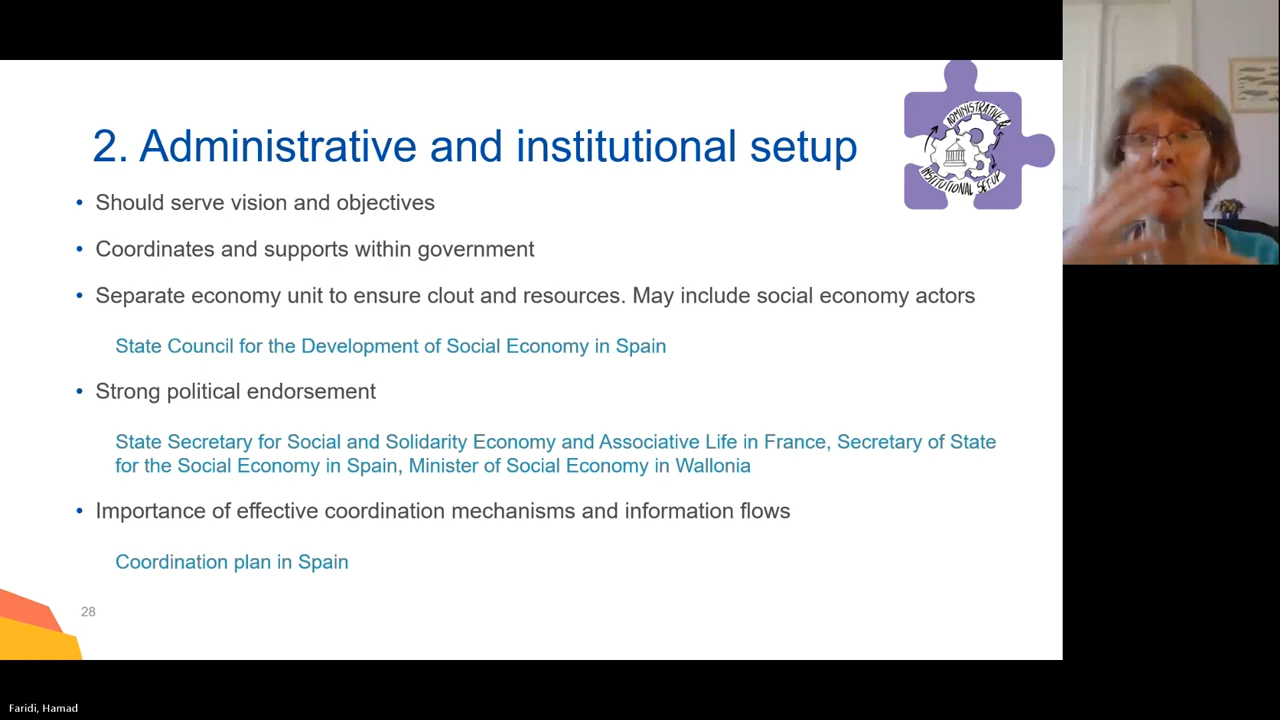 2. Administrative and institutional setup
ADMINISTRATIVE &
INSTITUTIONAL SET-UP
• Should serve vision and objectives
• Coordinates and supports within government
• Separate economy unit to ensure clout and resources. May include social economy actors
State Council for the Development of Social Economy in Spain
• Strong political endorsement
State Secretary for Social and Solidarity Economy and Associative Life in France, Secretary of State
for the Social Economy in Spain, Minister of Social Economy in Wallonia
• Importance of effective coordination mechanisms and information flows
Coordination plan in Spain
28
Faridi, Hamad